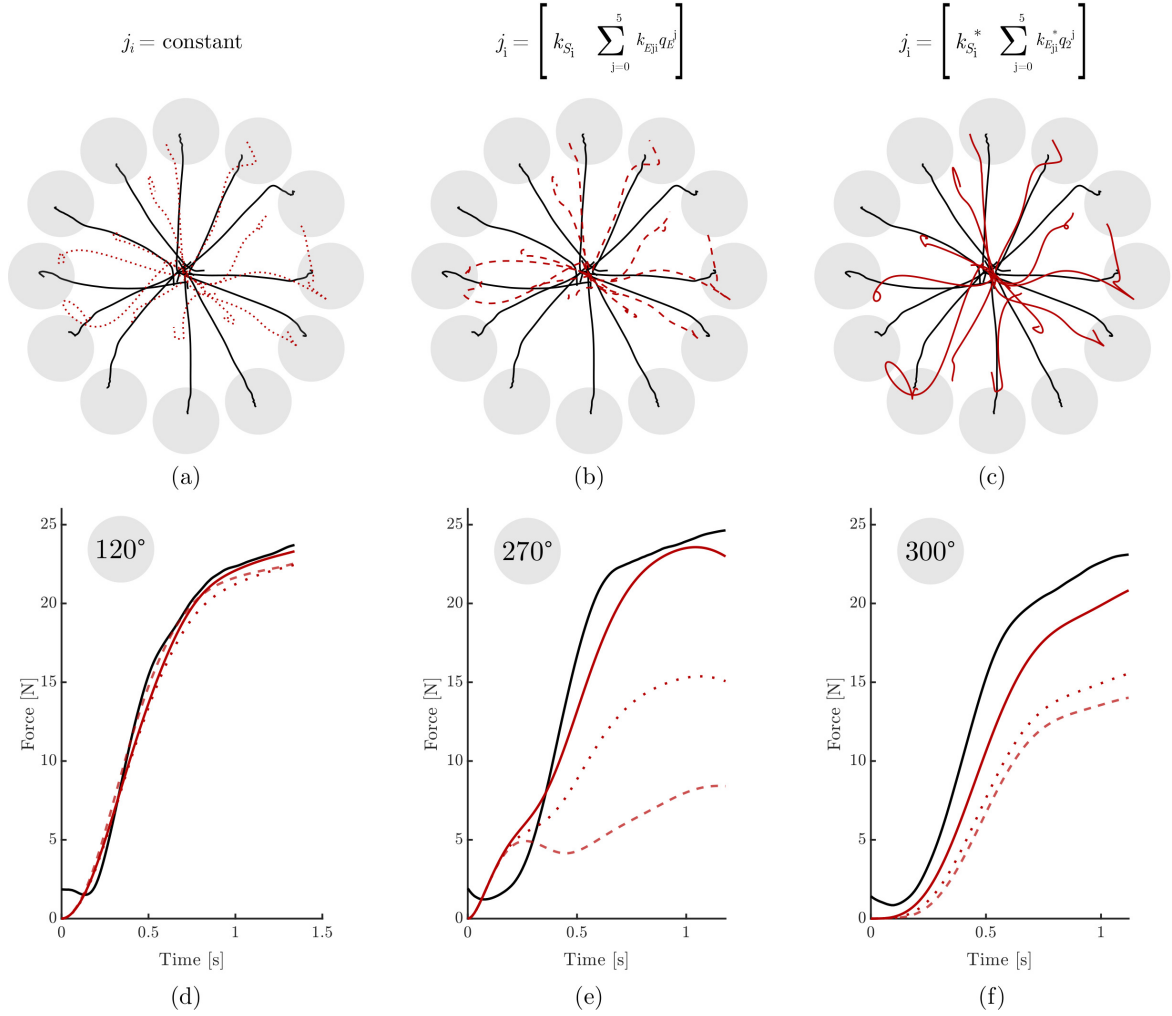 j_i = constant
j_i = [ k_{S_i} \sum_{j=0}^{5} k_{E_{ji}} q_E^j ]
j_i = [ k_{S_i}^* \sum_{j=0}^{5} k_{E_{ji}}^* q_2^j ]
(a) (b) (c)
120° 270° 300°
25 25 25
20 20 20
15 15 15
10 10 10
5 5 5
0 0 0
Force [N] Force [N] Force [N]
0 0.5 1 1.5 0 0.5 1 0 0.5 1
Time [s] Time [s] Time [s]
(d) (e) (f)